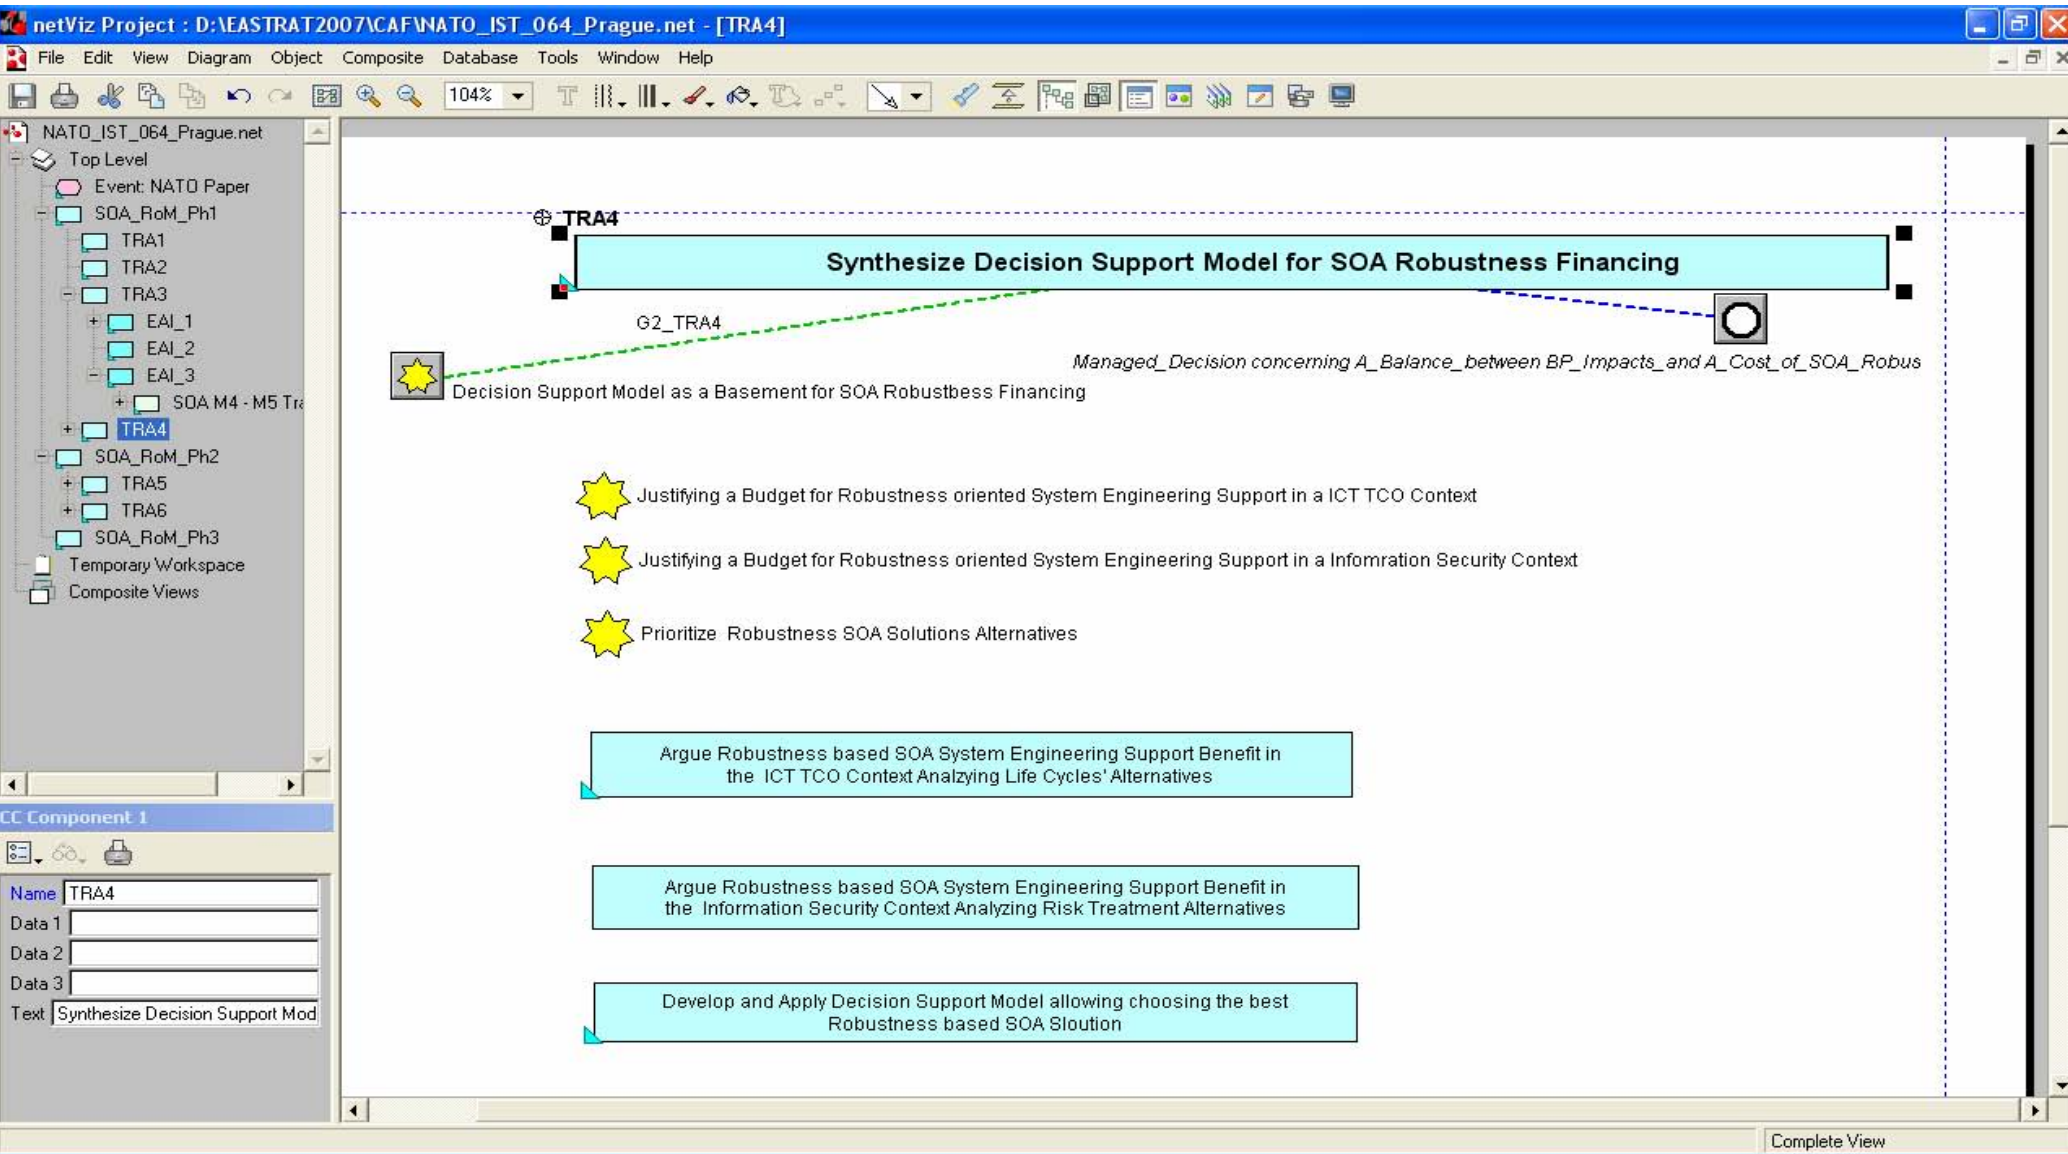 netViz Project : D:\EASTRAT2007\CAF\NATO_IST_064_Prague.net - [TRA4]
File Edit View Diagram Object Composite Database Tools Window Help
104%
NATO_IST_064_Prague.net
Top Level
Event: NATO Paper
SOA_RoM_Ph1
TRA1
TRA2
TRA3
EAI_1
EAI_2
EAI_3
SOA M4 - M5 Tra
TRA4
SOA_RoM_Ph2
TRA5
TRA6
SOA_RoM_Ph3
Temporary Workspace
Composite Views
CC Component 1
Name TRA4
Data 1
Data 2
Data 3
Text Synthesize Decision Support Mod
TRA4
Synthesize Decision Support Model for SOA Robustness Financing
G2_TRA4
Managed_Decision concerning A_Balance_between BP_Impacts_and A_Cost_of_SOA_Robus
Decision Support Model as a Basement for SOA Robustbess Financing
Justifying a Budget for Robustness oriented System Engineering Support in a ICT TCO Context
Justifying a Budget for Robustness oriented System Engineering Support in a Infomration Security Context
Prioritize Robustness SOA Solutions Alternatives
Argue Robustness based SOA System Engineering Support Benefit in
the ICT TCO Context Analzying Life Cycles' Alternatives
Argue Robustness based SOA System Engineering Support Benefit in
the Information Security Context Analyzing Risk Treatment Alternatives
Develop and Apply Decision Support Model allowing choosing the best
Robustness based SOA Sloution
Complete View